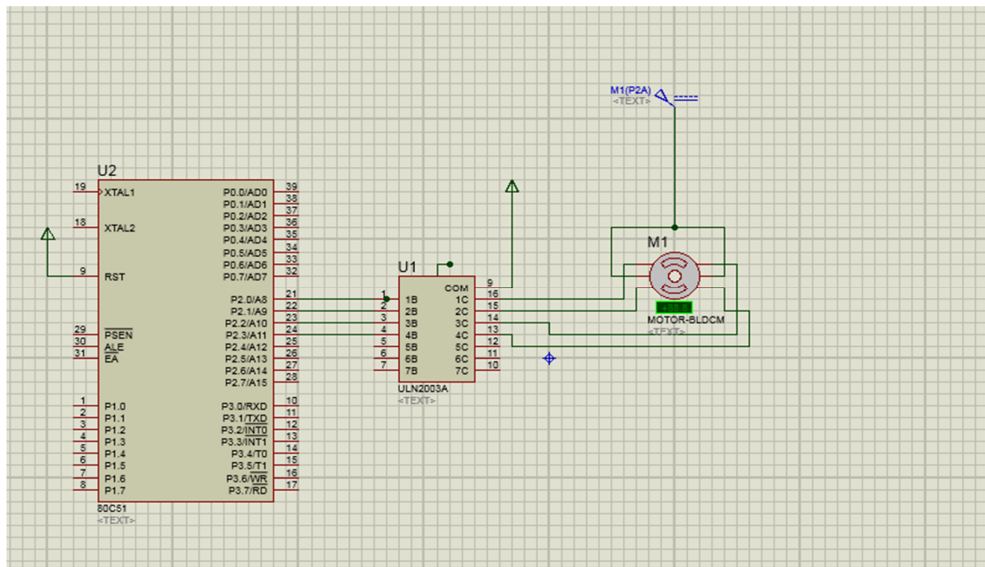 M1(P2A)
<TEXT>
U2
19 XTAL1
18 XTAL2
9 RST
29 PSEN
30 ALE
31 EA
1 P1.0
2 P1.1
3 P1.2
4 P1.3
5 P1.4
6 P1.5
7 P1.6
8 P1.7
P0.0/AD0 39
P0.1/AD1 38
P0.2/AD2 37
P0.3/AD3 36
P0.4/AD4 35
P0.5/AD5 34
P0.6/AD6 33
P0.7/AD7 32
P2.0/A8 21
P2.1/A9 22
P2.2/A10 23
P2.3/A11 24
P2.4/A12 25
P2.5/A13 26
P2.6/A14 27
P2.7/A15 28
P3.0/RXD 10
P3.1/TXD 11
P3.2/INT0 12
P3.3/INT1 13
P3.4/T0 14
P3.5/T1 15
P3.6/WR 16
P3.7/RD 17
80C51
<TEXT>
U1
1 1B
2 2B
3 3B
4 4B
5 5B
6 6B
7 7B
COM 9
1C 16
2C 15
3C 14
4C 13
5C 12
6C 11
7C 10
ULN2003A
<TEXT>
M1
MOTOR-BLDCM
<TEXT>